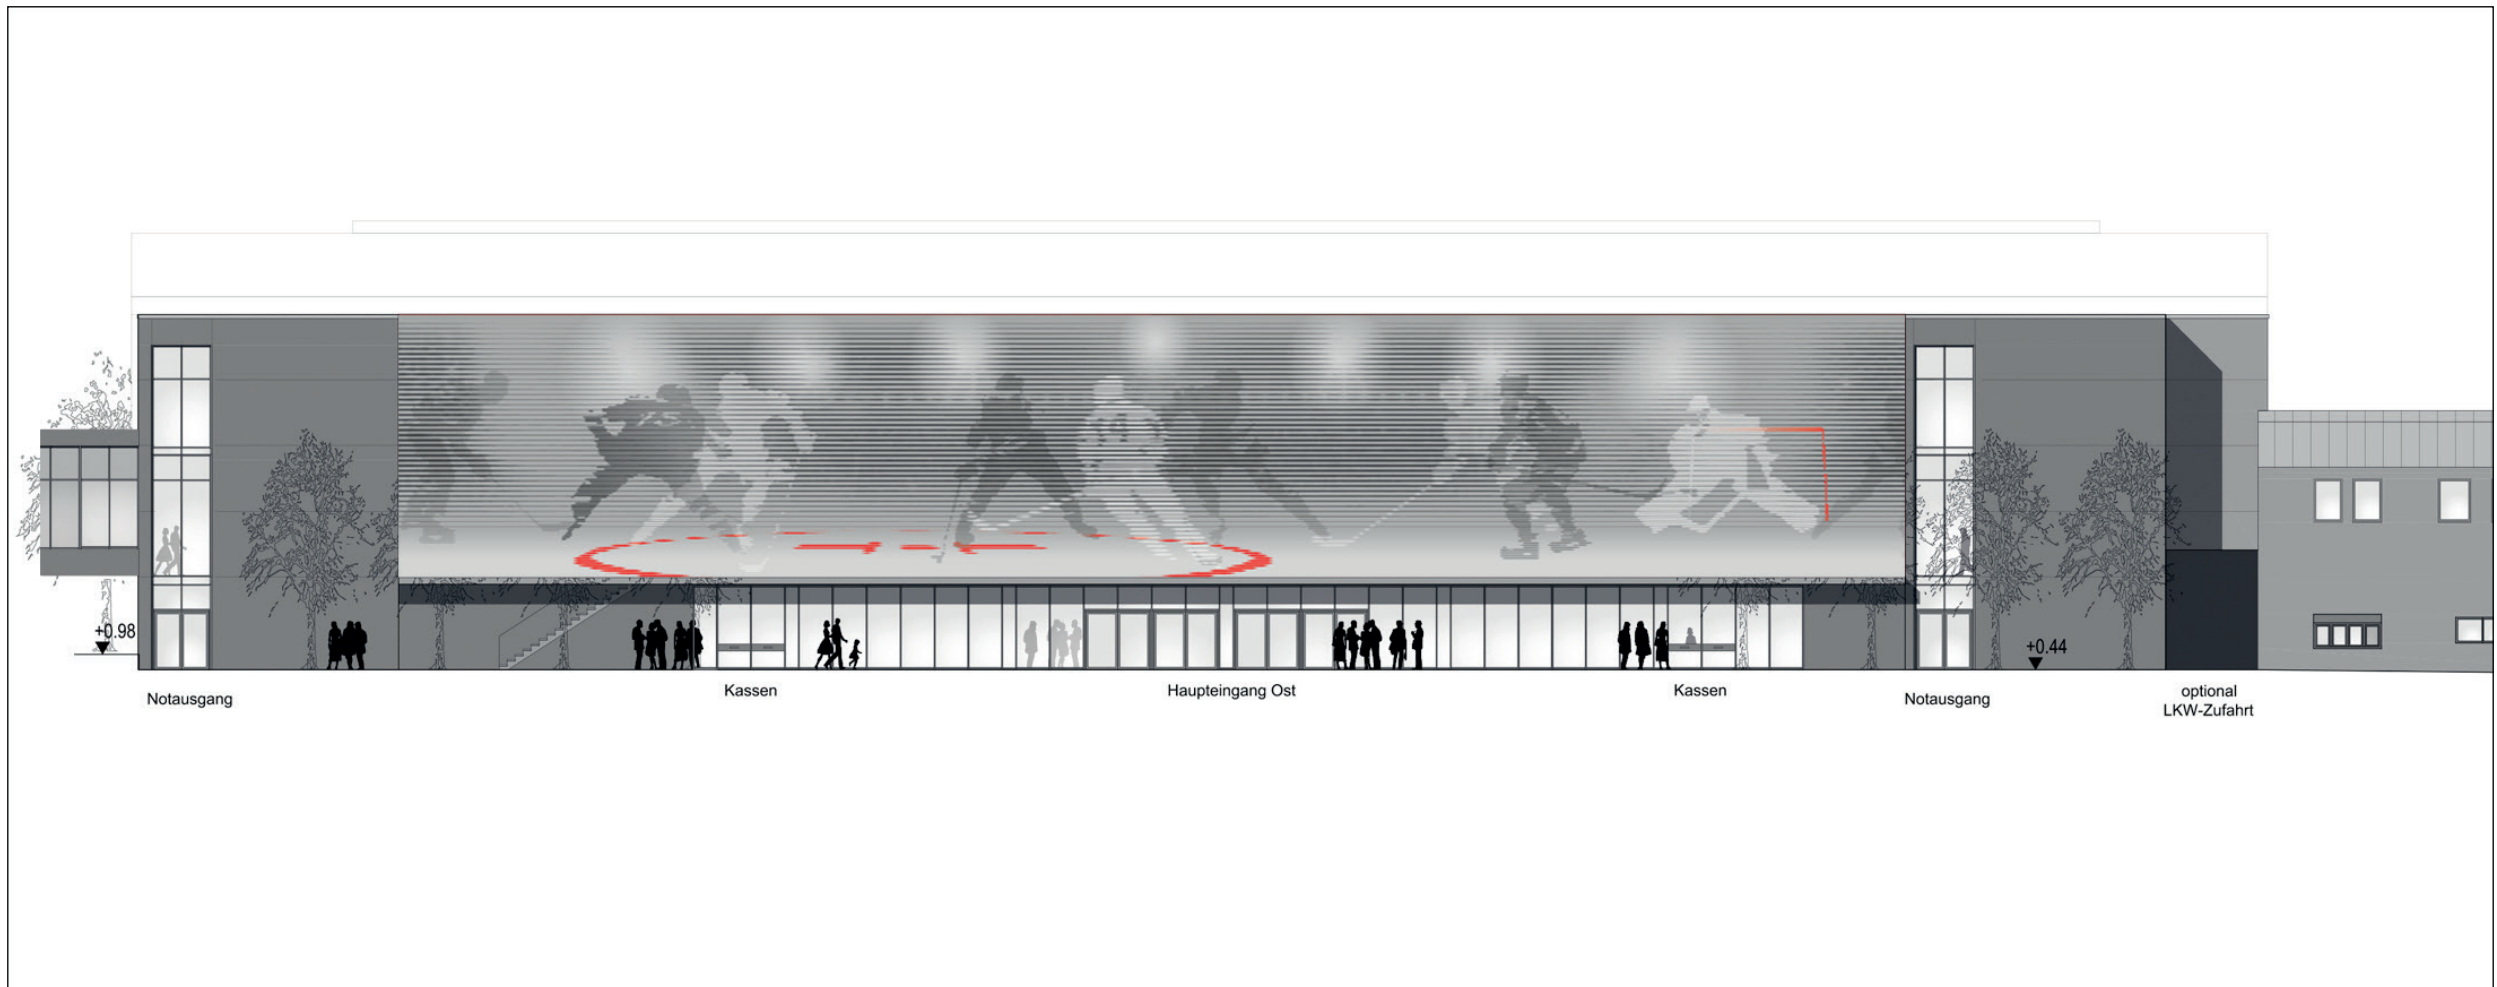 +0.98
+0.44
Notausgang
Kassen
Haupteingang Ost
Kassen
Notausgang
optional
LKW-Zufahrt